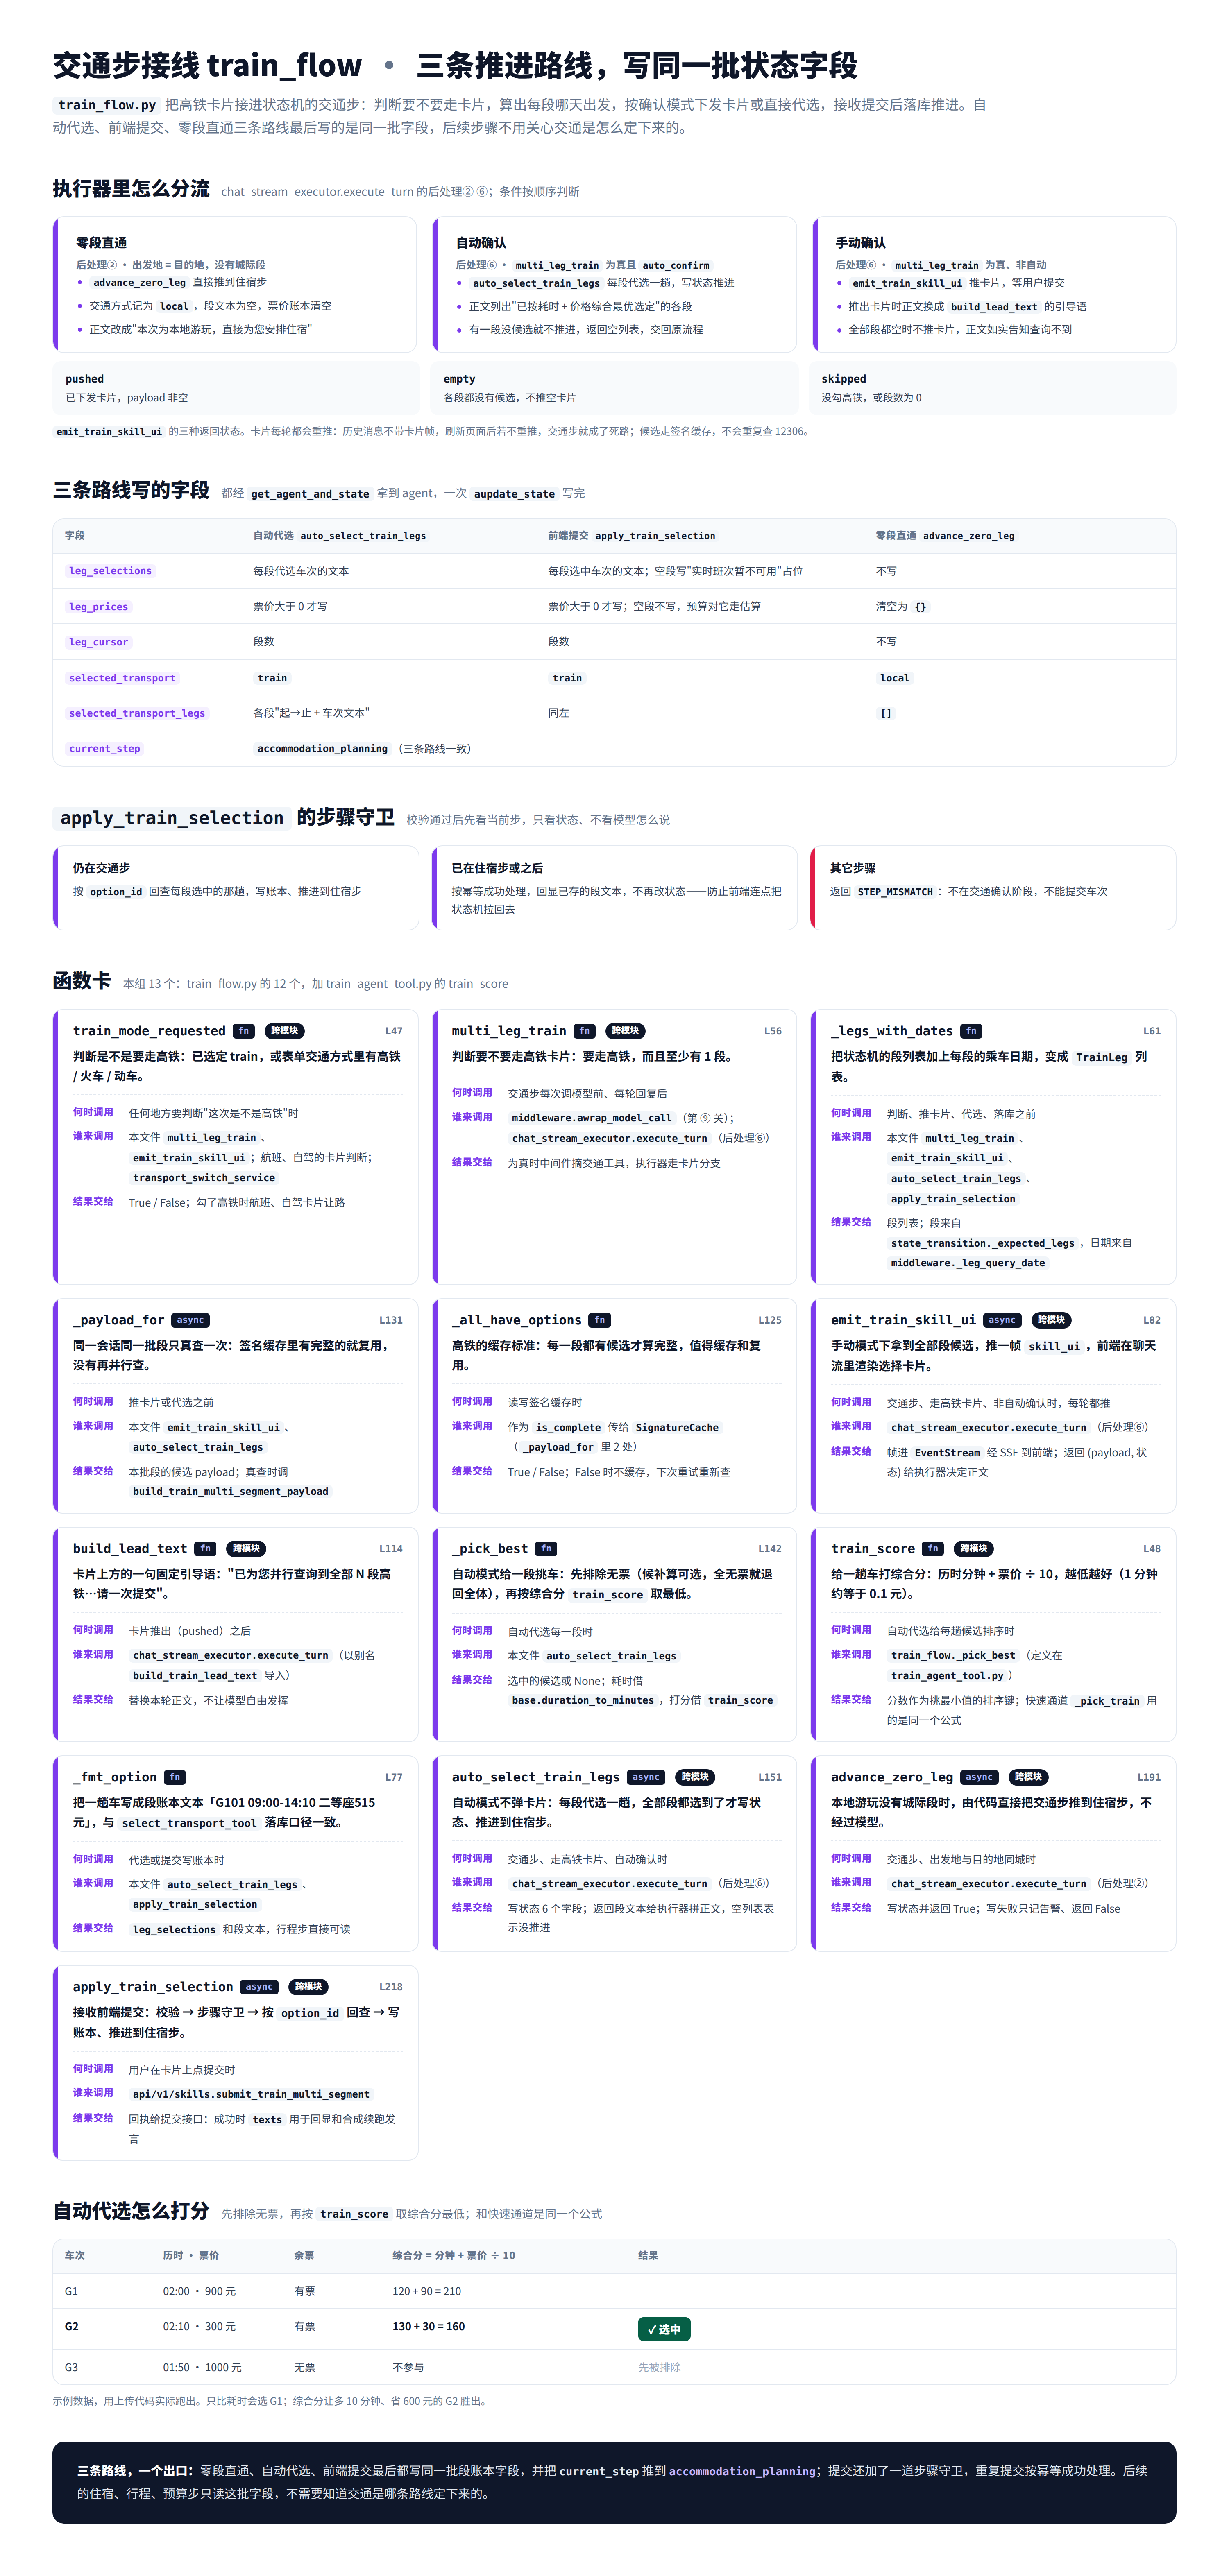 交通步接线 train_flow · 三条推进路线，写同一批状态字段
train_flow.py 把高铁卡片接进状态机的交通步：判断要不要走卡片，算出每段哪天出发，按确认模式下发卡片或直接代选，接收提交后落库推进。自
动代选、前端提交、零段直通三条路线最后写的是同一批字段，后续步骤不用关心交通是怎么定下来的。
执行器里怎么分流 chat_stream_executor.execute_turn 的后处理② ⑥；条件按顺序判断
零段直通
后处理② · 出发地 = 目的地，没有城际段
• advance_zero_leg 直接推到住宿步
• 交通方式记为 local，段文本为空，票价账本清空
• 正文改成"本次为本地游玩，直接为您安排住宿"
自动确认
后处理⑥ · multi_leg_train 为真且 auto_confirm
• auto_select_train_legs 每段代选一趟，写状态推进
• 正文列出"已按耗时 + 价格综合最优选定"的各段
• 有一段没候选就不推进，返回空列表，交回原流程
手动确认
后处理⑥ · multi_leg_train 为真、非自动
• emit_train_skill_ui 推卡片，等用户提交
• 推出卡片时正文换成 build_lead_text 的引导语
• 全部段都空时不推卡片，正文如实告知查询不到
pushed
已下发卡片，payload 非空
empty
各段都没有候选，不推空卡片
skipped
没勾高铁，或段数为 0
emit_train_skill_ui 的三种返回状态。卡片每轮都会重推：历史消息不带卡片帧，刷新页面后若不重推，交通步就成了死路；候选走签名缓存，不会重复查 12306。
三条路线写的字段 都经 get_agent_and_state 拿到 agent，一次 aupdate_state 写完
字段 自动代选 auto_select_train_legs 前端提交 apply_train_selection 零段直通 advance_zero_leg
leg_selections 每段代选车次的文本 每段选中车次的文本；空段写"实时班次暂不可用"占位 不写
leg_prices 票价大于 0 才写 票价大于 0 才写；空段不写，预算对它走估算 清空为 {}
leg_cursor 段数 段数 不写
selected_transport train train local
selected_transport_legs 各段"起→止 + 车次文本" 同左 []
current_step accommodation_planning（三条路线一致）
apply_train_selection 的步骤守卫 校验通过后先看当前步，只看状态、不看模型怎么说
仍在交通步
按 option_id 回查每段选中的那趟，写账本、推进到住宿步
已在住宿步或之后
按幂等成功处理，回显已存的段文本，不再改状态——防止前端连点把
状态机拉回去
其它步骤
返回 STEP_MISMATCH：不在交通确认阶段，不能提交车次
函数卡 本组 13 个：train_flow.py 的 12 个，加 train_agent_tool.py 的 train_score
train_mode_requested fn 跨模块 L47
判断是不是要走高铁：已选定 train，或表单交通方式里有高铁
/ 火车 / 动车。
何时调用 任何地方要判断"这次是不是高铁"时
谁来调用 本文件 multi_leg_train、
emit_train_skill_ui；航班、自驾的卡片判断；
transport_switch_service
结果交给 True / False；勾了高铁时航班、自驾卡片让路
multi_leg_train fn 跨模块 L56
判断要不要走高铁卡片：要走高铁，而且至少有 1 段。
何时调用 交通步每次调模型前、每轮回复后
谁来调用 middleware.awrap_model_call（第 ⑨ 关）；
chat_stream_executor.execute_turn（后处理⑥）
结果交给 为真时中间件摘交通工具，执行器走卡片分支
_legs_with_dates fn L61
把状态机的段列表加上每段的乘车日期，变成 TrainLeg 列
表。
何时调用 判断、推卡片、代选、落库之前
谁来调用 本文件 multi_leg_train、
emit_train_skill_ui、
auto_select_train_legs、
apply_train_selection
结果交给 段列表；段来自
state_transition._expected_legs，日期来自
middleware._leg_query_date
_payload_for async L131
同一会话同一批段只真查一次：签名缓存里有完整的就复用，
没有再并行查。
何时调用 推卡片或代选之前
谁来调用 本文件 emit_train_skill_ui、
auto_select_train_legs
结果交给 本批段的候选 payload；真查时调
build_train_multi_segment_payload
_all_have_options fn L125
高铁的缓存标准：每一段都有候选才算完整，值得缓存和复
用。
何时调用 读写签名缓存时
谁来调用 作为 is_complete 传给 SignatureCache
（_payload_for 里 2 处）
结果交给 True / False；False 时不缓存，下次重试重新查
emit_train_skill_ui async 跨模块 L82
手动模式下拿到全部段候选，推一帧 skill_ui，前端在聊天
流里渲染选择卡片。
何时调用 交通步、走高铁卡片、非自动确认时，每轮都推
谁来调用 chat_stream_executor.execute_turn（后处理⑥）
结果交给 帧进 EventStream 经 SSE 到前端；返回 (payload, 状
态) 给执行器决定正文
build_lead_text fn 跨模块 L114
卡片上方的一句固定引导语："已为您并行查询到全部 N 段高
铁…请一次提交"。
何时调用 卡片推出（pushed）之后
谁来调用 chat_stream_executor.execute_turn（以别名
build_train_lead_text 导入）
结果交给 替换本轮正文，不让模型自由发挥
_pick_best fn L142
自动模式给一段挑车：先排除无票（候补算可选，全无票就退
回全体），再按综合分 train_score 取最低。
何时调用 自动代选每一段时
谁来调用 本文件 auto_select_train_legs
结果交给 选中的候选或 None；耗时借
base.duration_to_minutes，打分借 train_score
train_score fn 跨模块 L48
给一趟车打综合分：历时分钟 + 票价 ÷ 10，越低越好（1 分钟
约等于 0.1 元）。
何时调用 自动代选给每趟候选排序时
谁来调用 train_flow._pick_best（定义在
train_agent_tool.py）
结果交给 分数作为挑最小值的排序键；快速通道 _pick_train 用
的是同一个公式
_fmt_option fn L77
把一趟车写成段账本文本「G101 09:00-14:10 二等座515
元」，与 select_transport_tool 落库口径一致。
何时调用 代选或提交写账本时
谁来调用 本文件 auto_select_train_legs、
apply_train_selection
结果交给 leg_selections 和段文本，行程步直接可读
auto_select_train_legs async 跨模块 L151
自动模式不弹卡片：每段代选一趟，全部段都选到了才写状
态、推进到住宿步。
何时调用 交通步、走高铁卡片、自动确认时
谁来调用 chat_stream_executor.execute_turn（后处理⑥）
结果交给 写状态 6 个字段；返回段文本给执行器拼正文，空列表表
示没推进
advance_zero_leg async 跨模块 L191
本地游玩没有城际段时，由代码直接把交通步推到住宿步，不
经过模型。
何时调用 交通步、出发地与目的地同城时
谁来调用 chat_stream_executor.execute_turn（后处理②）
结果交给 写状态并返回 True；写失败只记告警、返回 False
apply_train_selection async 跨模块 L218
接收前端提交：校验 → 步骤守卫 → 按 option_id 回查 → 写
账本、推进到住宿步。
何时调用 用户在卡片上点提交时
谁来调用 api/v1/skills.submit_train_multi_segment
结果交给 回执给提交接口：成功时 texts 用于回显和合成续跑发
言
自动代选怎么打分 先排除无票，再按 train_score 取综合分最低；和快速通道是同一个公式
车次 历时 · 票价 余票 综合分 = 分钟 + 票价 ÷ 10 结果
G1 02:00 · 900 元 有票 120 + 90 = 210
G2 02:10 · 300 元 有票 130 + 30 = 160 ✓ 选中
G3 01:50 · 1000 元 无票 不参与 先被排除
示例数据，用上传代码实际跑出。只比耗时会选 G1；综合分让多 10 分钟、省 600 元的 G2 胜出。
三条路线，一个出口：零段直通、自动代选、前端提交最后都写同一批段账本字段，并把 current_step 推到 accommodation_planning；提交还加了一道步骤守卫，重复提交按幂等成功处理。后续
的住宿、行程、预算步只读这批字段，不需要知道交通是哪条路线定下来的。